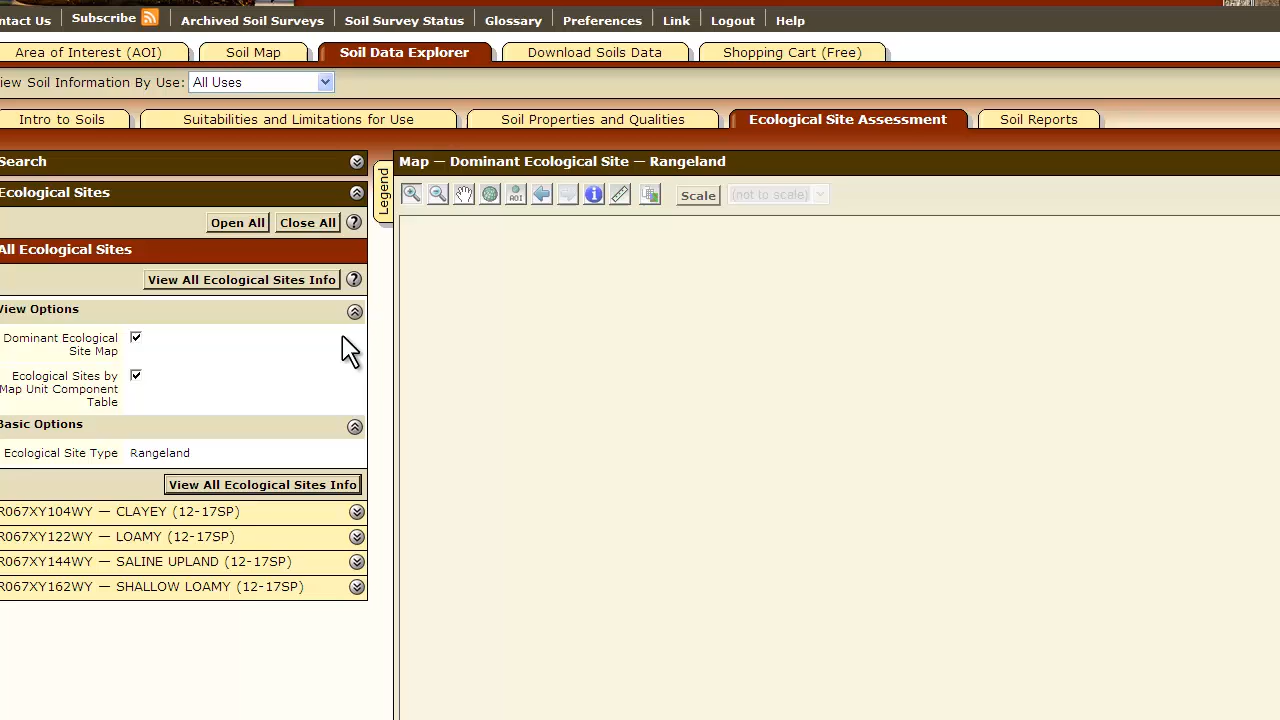 ntact Us Subscribe Archived Soil Surveys Soil Survey Status Glossary Preferences Link Logout Help
Area of Interest (AOI) Soil Map Soil Data Explorer Download Soils Data Shopping Cart (Free)
iew Soil Information By Use: All Uses
Intro to Soils Suitabilities and Limitations for Use Soil Properties and Qualities Ecological Site Assessment Soil Reports
Search
Map — Dominant Ecological Site — Rangeland
Legend
Ecological Sites
AOI Scale (not to scale)
Open All Close All ?
All Ecological Sites
View All Ecological Sites Info ?
View Options
Dominant Ecological
Site Map
Ecological Sites by
Map Unit Component
Table
Basic Options
Ecological Site Type Rangeland
View All Ecological Sites Info
R067XY104WY — CLAYEY (12-17SP)
R067XY122WY — LOAMY (12-17SP)
R067XY144WY — SALINE UPLAND (12-17SP)
R067XY162WY — SHALLOW LOAMY (12-17SP)